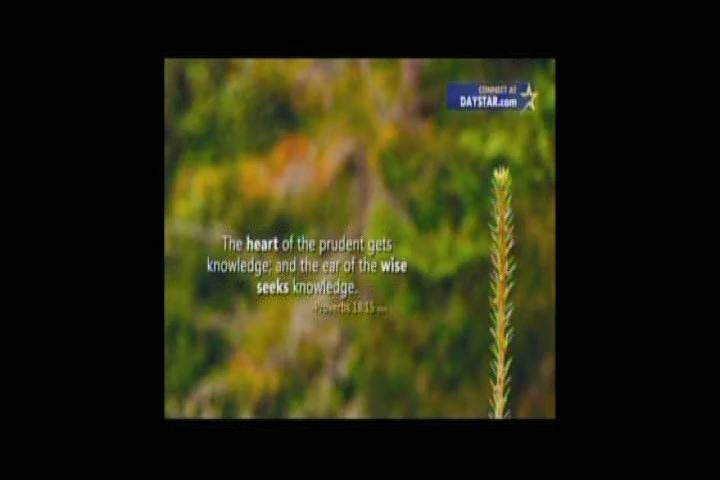 CONNECT AT
DAYSTAR.com
The heart of the prudent gets
knowledge; and the ear of the wise
seeks knowledge.
-Proverbs 18:15